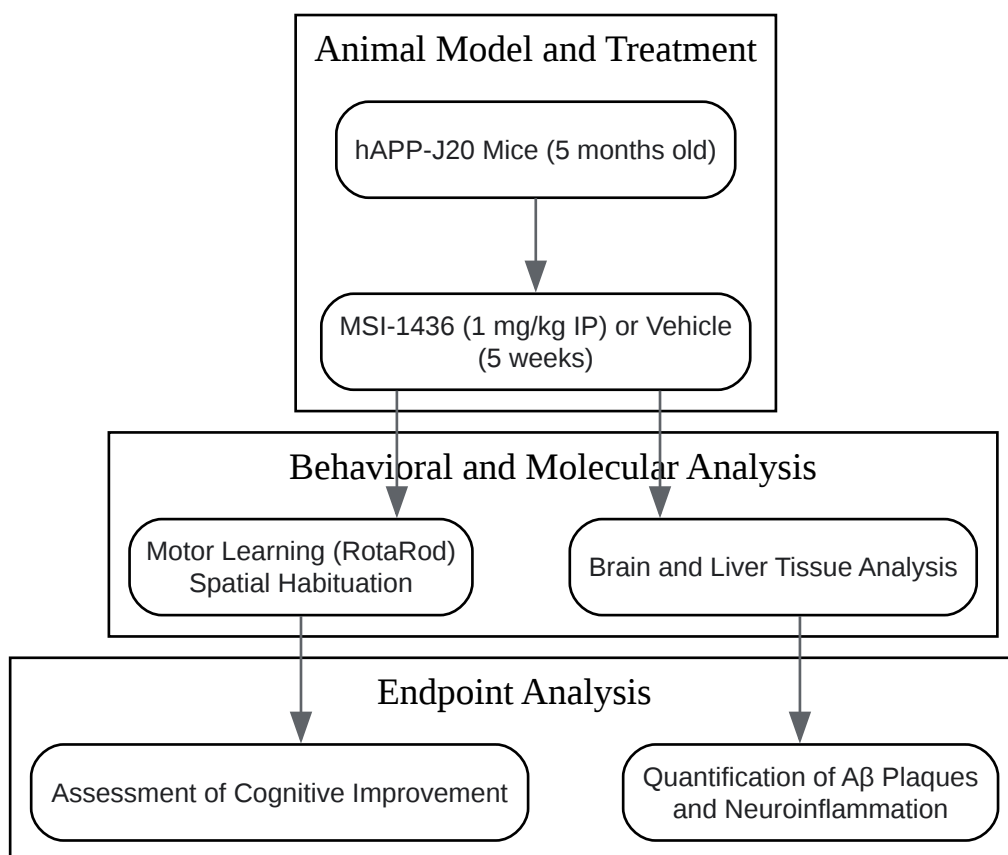 Animal Model and Treatment
hAPP-J20 Mice (5 months old)
MSI-1436 (1 mg/kg IP) or Vehicle
(5 weeks)
Behavioral and Molecular Analysis
Motor Learning (RotaRod)
Spatial Habituation
Brain and Liver Tissue Analysis
Endpoint Analysis
Assessment of Cognitive Improvement
Quantification of Aβ Plaques
and Neuroinflammation